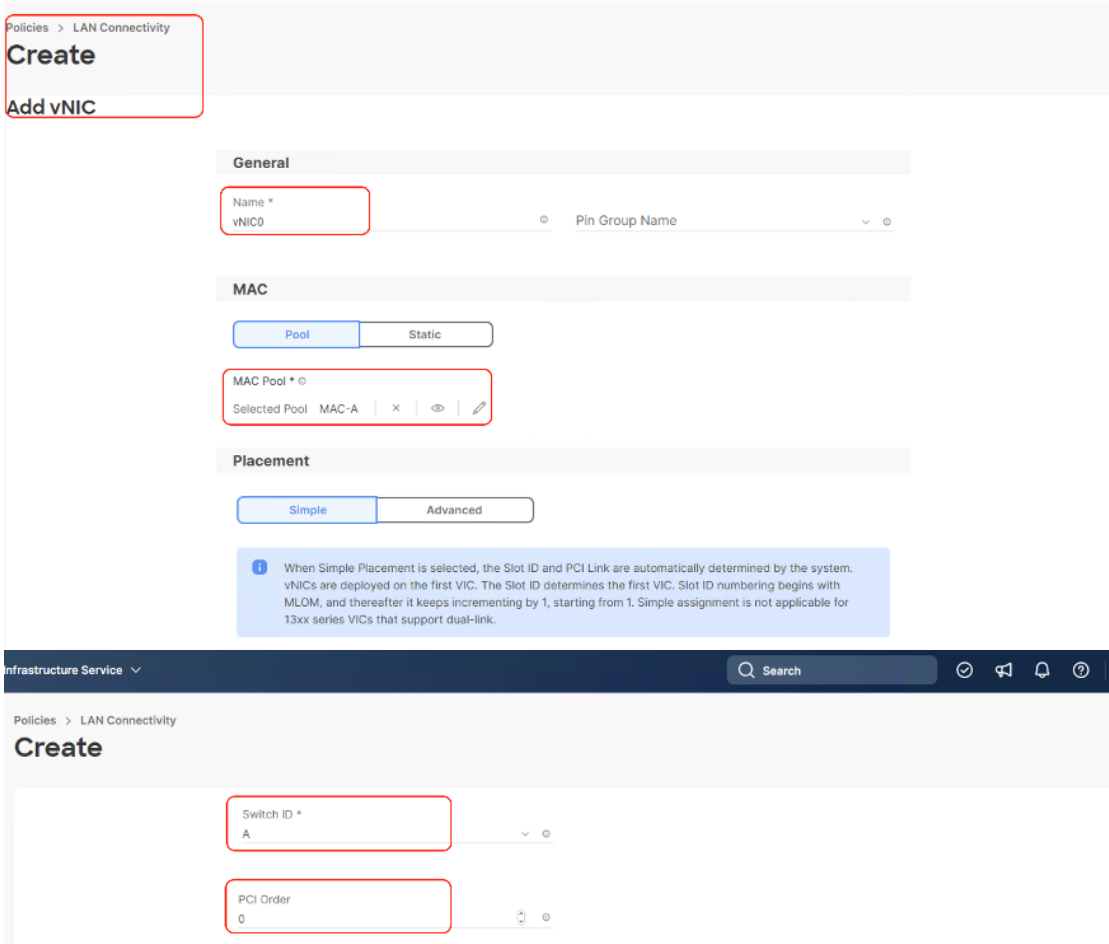 Policies > LAN Connectivity
Create
Add vNIC
General
Name *
vNIC0
Pin Group Name
MAC
Pool Static
MAC Pool *
Selected Pool MAC-A
Placement
Simple Advanced
When Simple Placement is selected, the Slot ID and PCI Link are automatically determined by the system.
vNICs are deployed on the first VIC. The Slot ID determines the first VIC. Slot ID numbering begins with
MLOM, and thereafter it keeps incrementing by 1, starting from 1. Simple assignment is not applicable for
13xx series VICs that support dual-link.
Infrastructure Service Search
Policies > LAN Connectivity
Create
Switch ID *
A
PCI Order
0